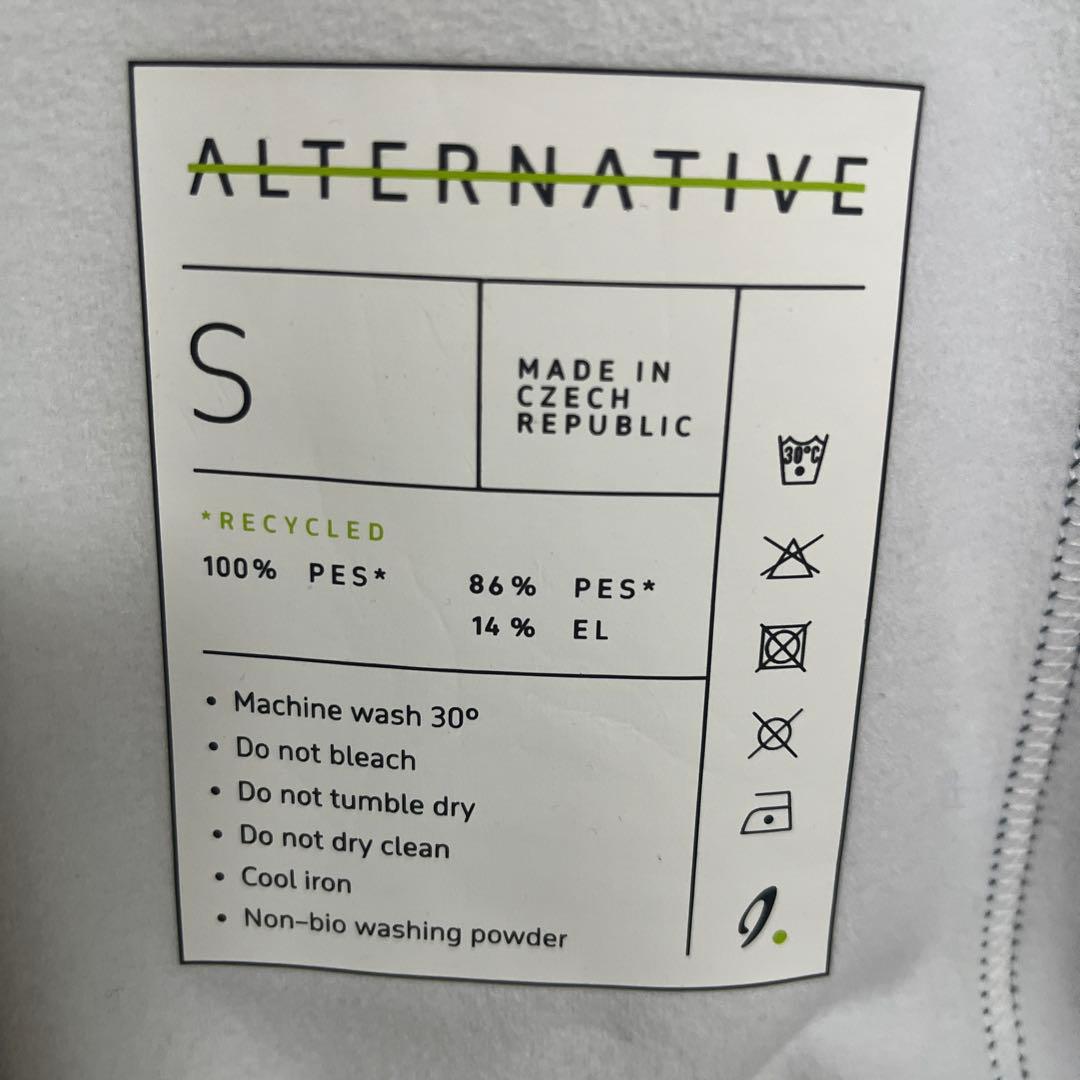 ALTERNATIVE
S
MADE IN
CZECH
REPUBLIC
30°C
*RECYCLED
100% PES*
86% PES*
14% EL
• Machine wash 30º
• Do not bleach
• Do not tumble dry
• Do not dry clean
• Cool iron
• Non-bio washing powder